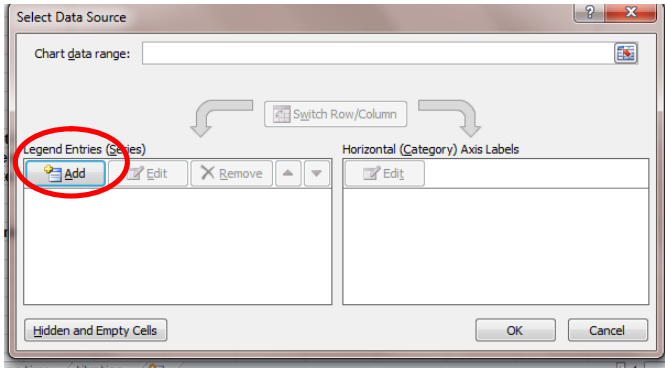 Select Data Source
Chart data range:
Switch Row/Column
Legend Entries (Series)
Horizontal (Category) Axis Labels
Add Edit Remove
Edit
Hidden and Empty Cells
OK Cancel